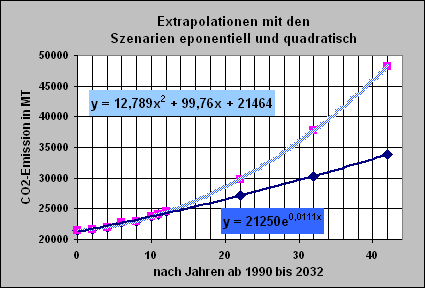 Extrapolationen mit den
Szenarien eponentiell und quadratisch
CO2-Emission in MT
50000
45000
40000
35000
30000
25000
20000
y = 12,789x² + 99,76x + 21464
y = 21250e^0,0111x
0
10
20
30
40
nach Jahren ab 1990 bis 2032